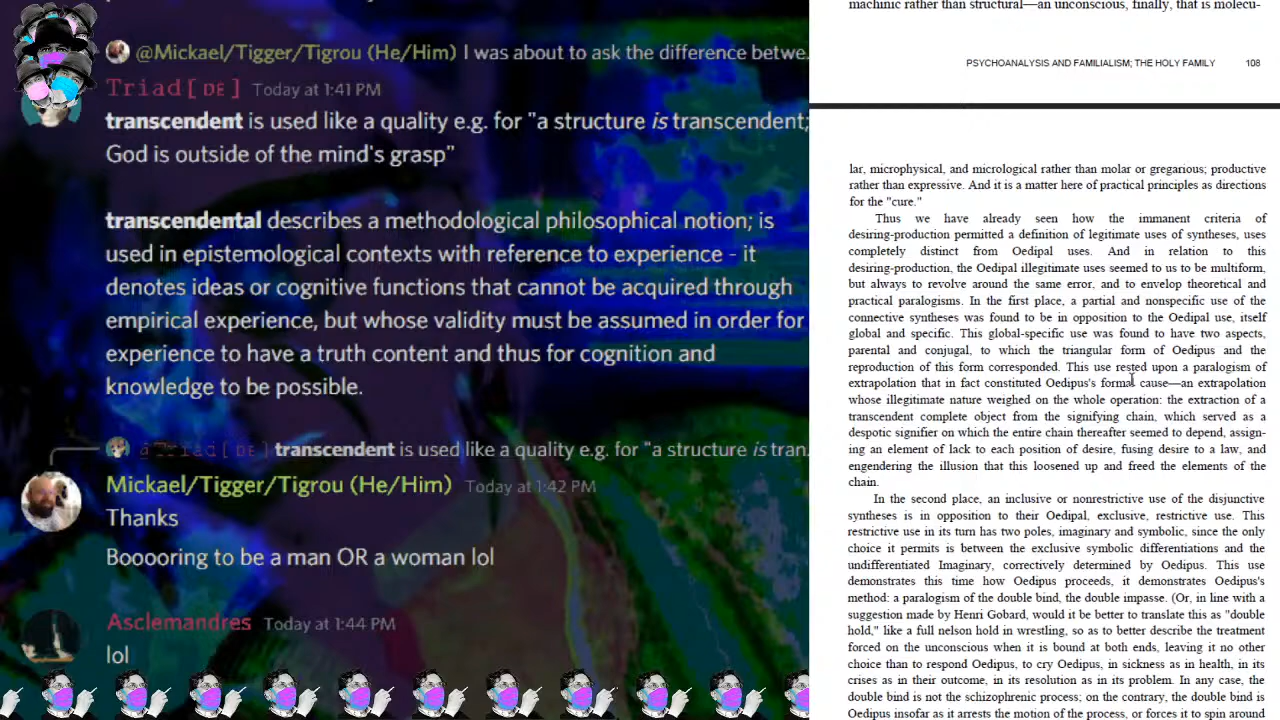 @Mickael/Tigger/Tigrou (He/Him) I was about to ask the difference betwe.
Triad[DE] Today at 1:41 PM
transcendent is used like a quality e.g. for "a structure is transcendent;
God is outside of the mind's grasp"
transcendental describes a methodological philosophical notion; is
used in epistemological contexts with reference to experience - it
denotes ideas or cognitive functions that cannot be acquired through
empirical experience, but whose validity must be assumed in order for
experience to have a truth content and thus for cognition and
knowledge to be possible.
@Triad[DE] transcendent is used like a quality e.g. for "a structure is tran.
Mickael/Tigger/Tigrou (He/Him) Today at 1:42 PM
Thanks
Booooring to be a man OR a woman lol
Asclemandres Today at 1:44 PM
lol
machinic rather than structural—an unconscious, finally, that is molecu-
PSYCHOANALYSIS AND FAMILIALISM; THE HOLY FAMILY 108
lar, microphysical, and micrological rather than molar or gregarious; productive
rather than expressive. And it is a matter here of practical principles as directions
for the "cure."
Thus we have already seen how the immanent criteria of
desiring-production permitted a definition of legitimate uses of syntheses, uses
completely distinct from Oedipal uses. And in relation to this
desiring-production, the Oedipal illegitimate uses seemed to us to be multiform,
but always to revolve around the same error, and to envelop theoretical and
practical paralogisms. In the first place, a partial and nonspecific use of the
connective syntheses was found to be in opposition to the Oedipal use, itself
global and specific. This global-specific use was found to have two aspects,
parental and conjugal, to which the triangular form of Oedipus and the
reproduction of this form corresponded. This use rested upon a paralogism of
extrapolation that in fact constituted Oedipus's formal cause—an extrapolation
whose illegitimate nature weighed on the whole operation: the extraction of a
transcendent complete object from the signifying chain, which served as a
despotic signifier on which the entire chain thereafter seemed to depend, assign-
ing an element of lack to each position of desire, fusing desire to a law, and
engendering the illusion that this loosened up and freed the elements of the
chain.
In the second place, an inclusive or nonrestrictive use of the disjunctive
syntheses is in opposition to their Oedipal, exclusive, restrictive use. This
restrictive use in its turn has two poles, imaginary and symbolic, since the only
choice it permits is between the exclusive symbolic differentiations and the
undifferentiated Imaginary, correctively determined by Oedipus. This use
demonstrates this time how Oedipus proceeds, it demonstrates Oedipus's
method: a paralogism of the double bind, the double impasse. (Or, in line with a
suggestion made by Henri Gobard, would it be better to translate this as "double
hold," like a full nelson hold in wrestling, so as to better describe the treatment
forced on the unconscious when it is bound at both ends, leaving it no other
choice than to respond Oedipus, to cry Oedipus, in sickness as in health, in its
crises as in their outcome, in its resolution as in its problem. In any case, the
double bind is not the schizophrenic process; on the contrary, the double bind is
Oedipus insofar as it arrests the motion of the process, or forces it to spin around